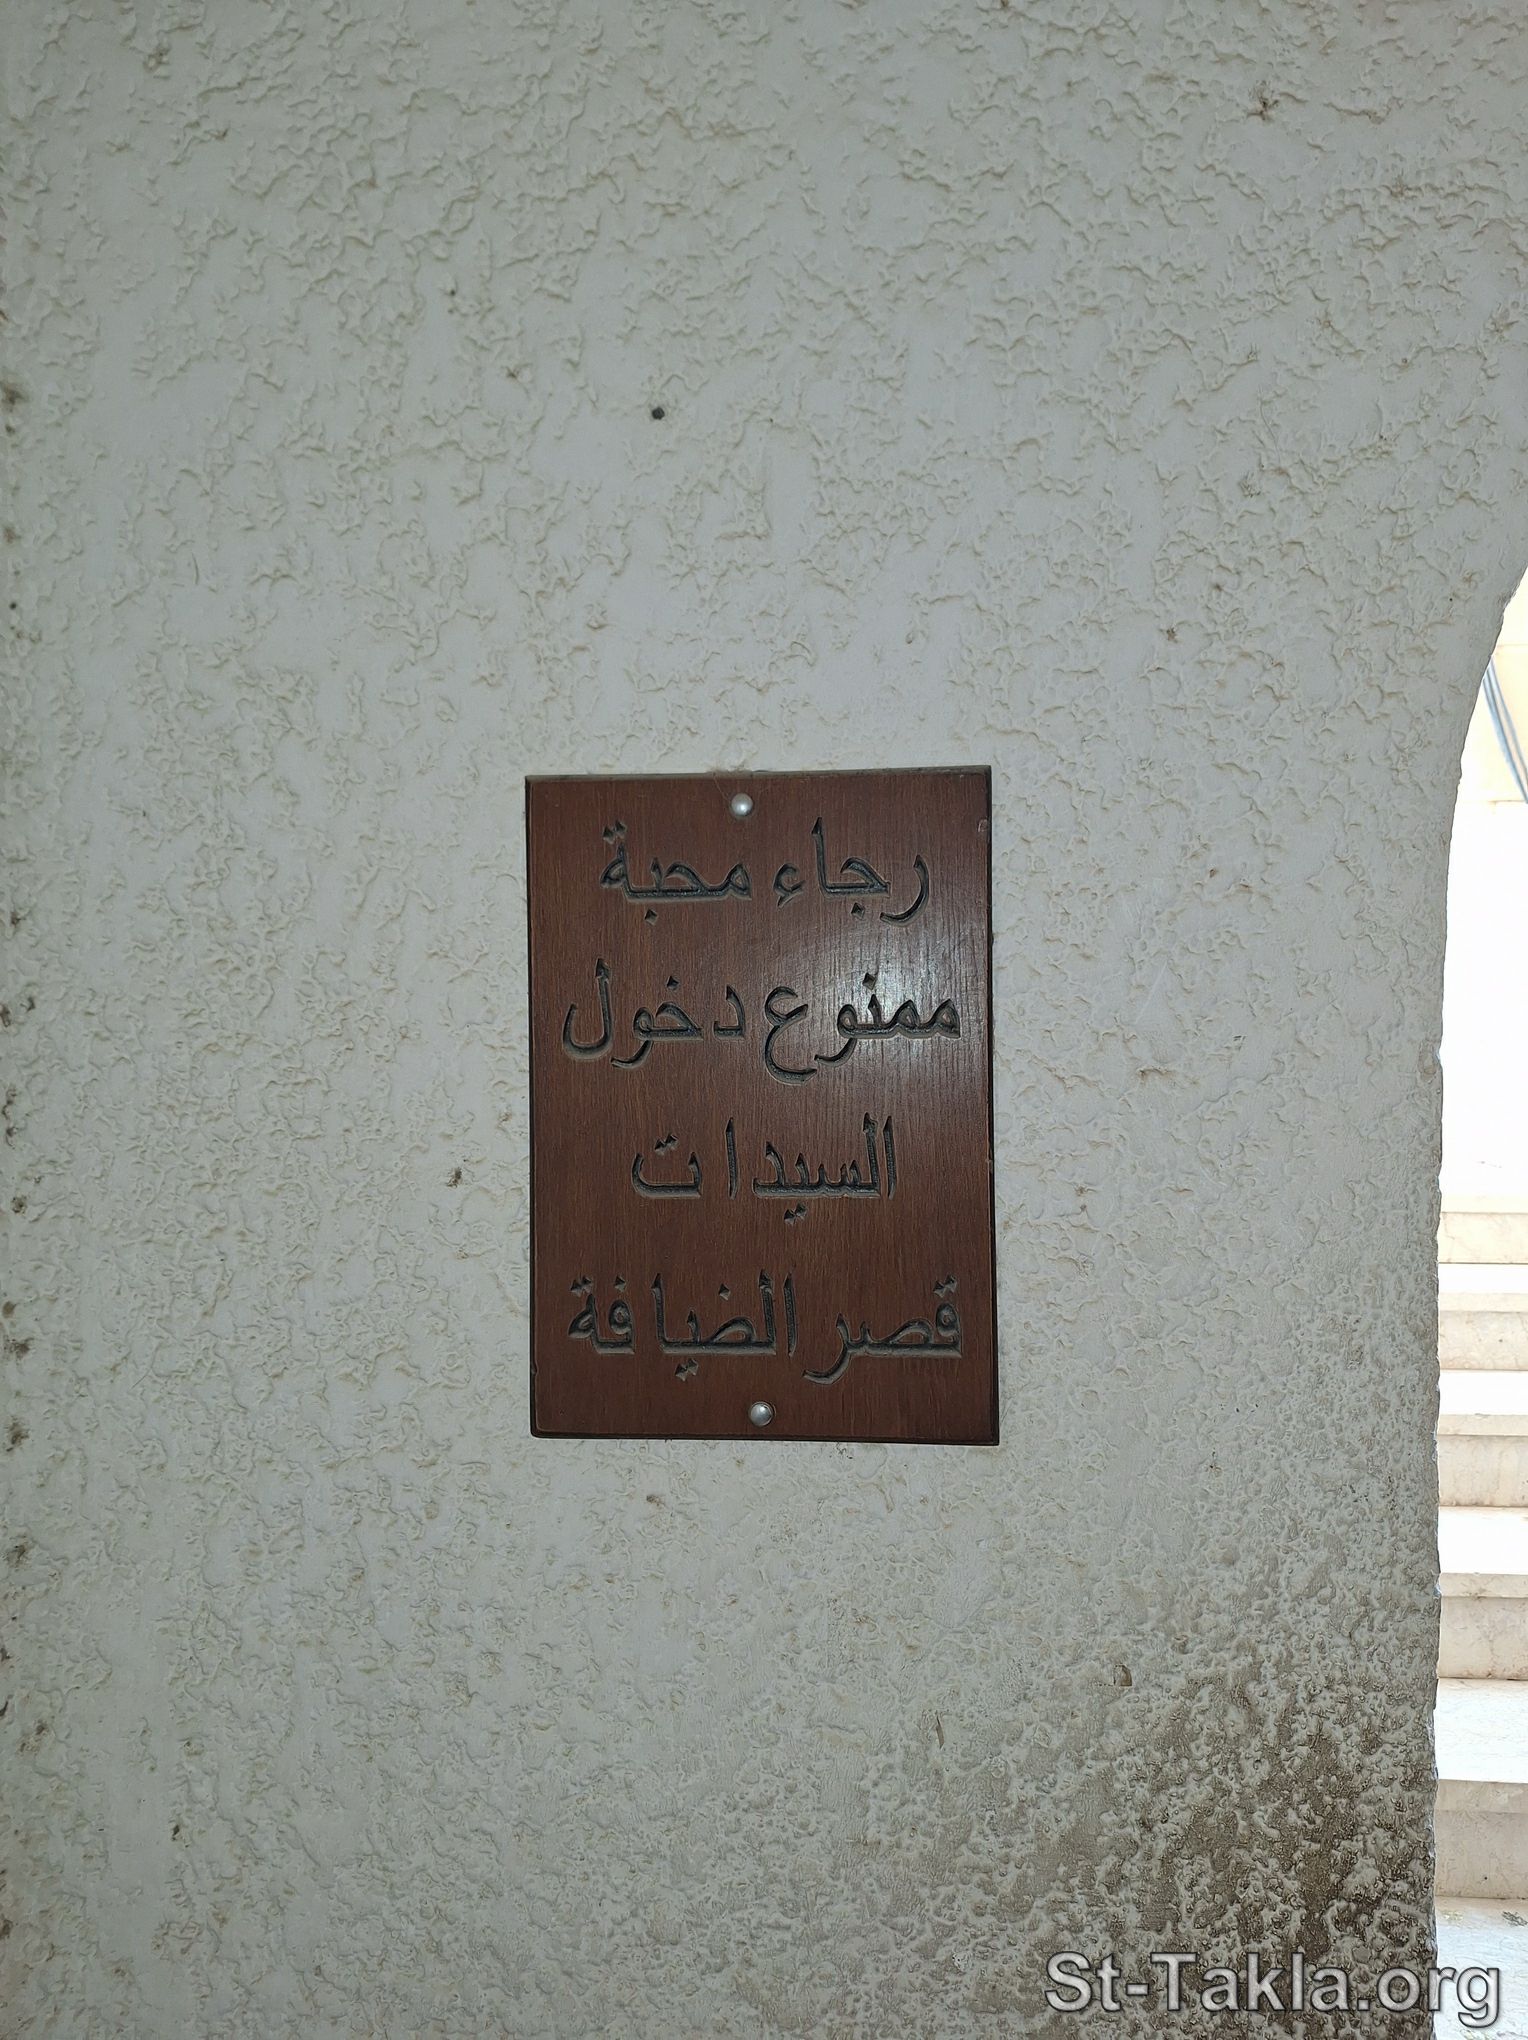 رجاء محبة
ممنوع دخول
السيدات
قصر الضيافة
St-Takla.org